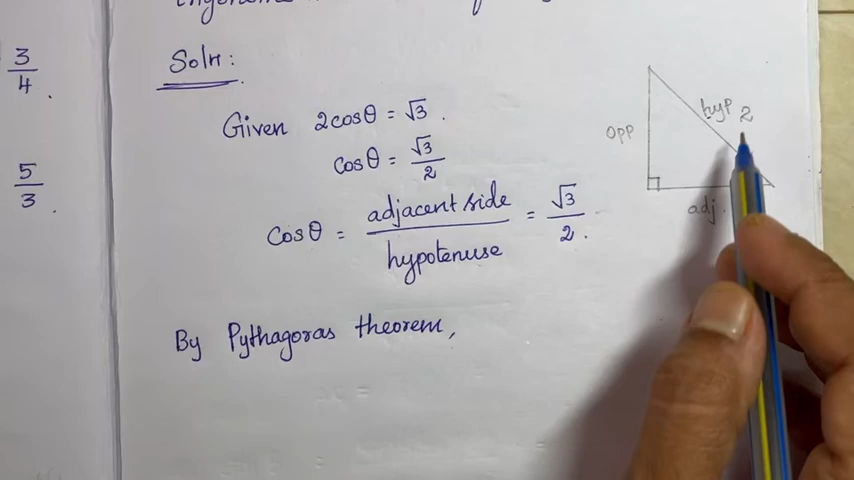 3/4.
5/3.
Soln:
Given 2cosθ = √3.
cosθ = √3/2
cosθ = adjacent side/hypotenuse = √3/2.
By Pythagoras theorem,
opp
hyp 2
adj.